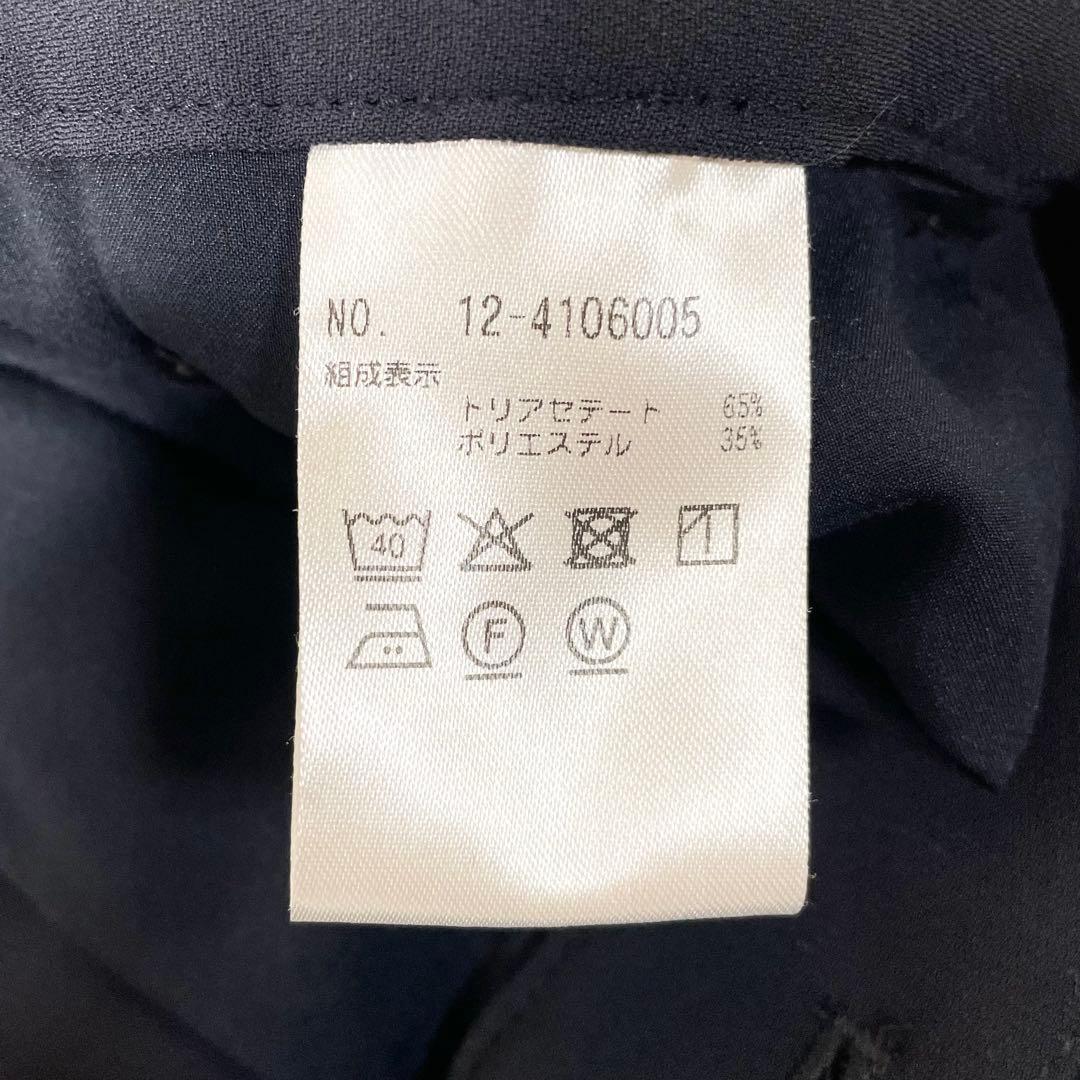 NO. 12-4106005
組成表示
トリアセテート 65%
ポリエステル 35%
40
F W